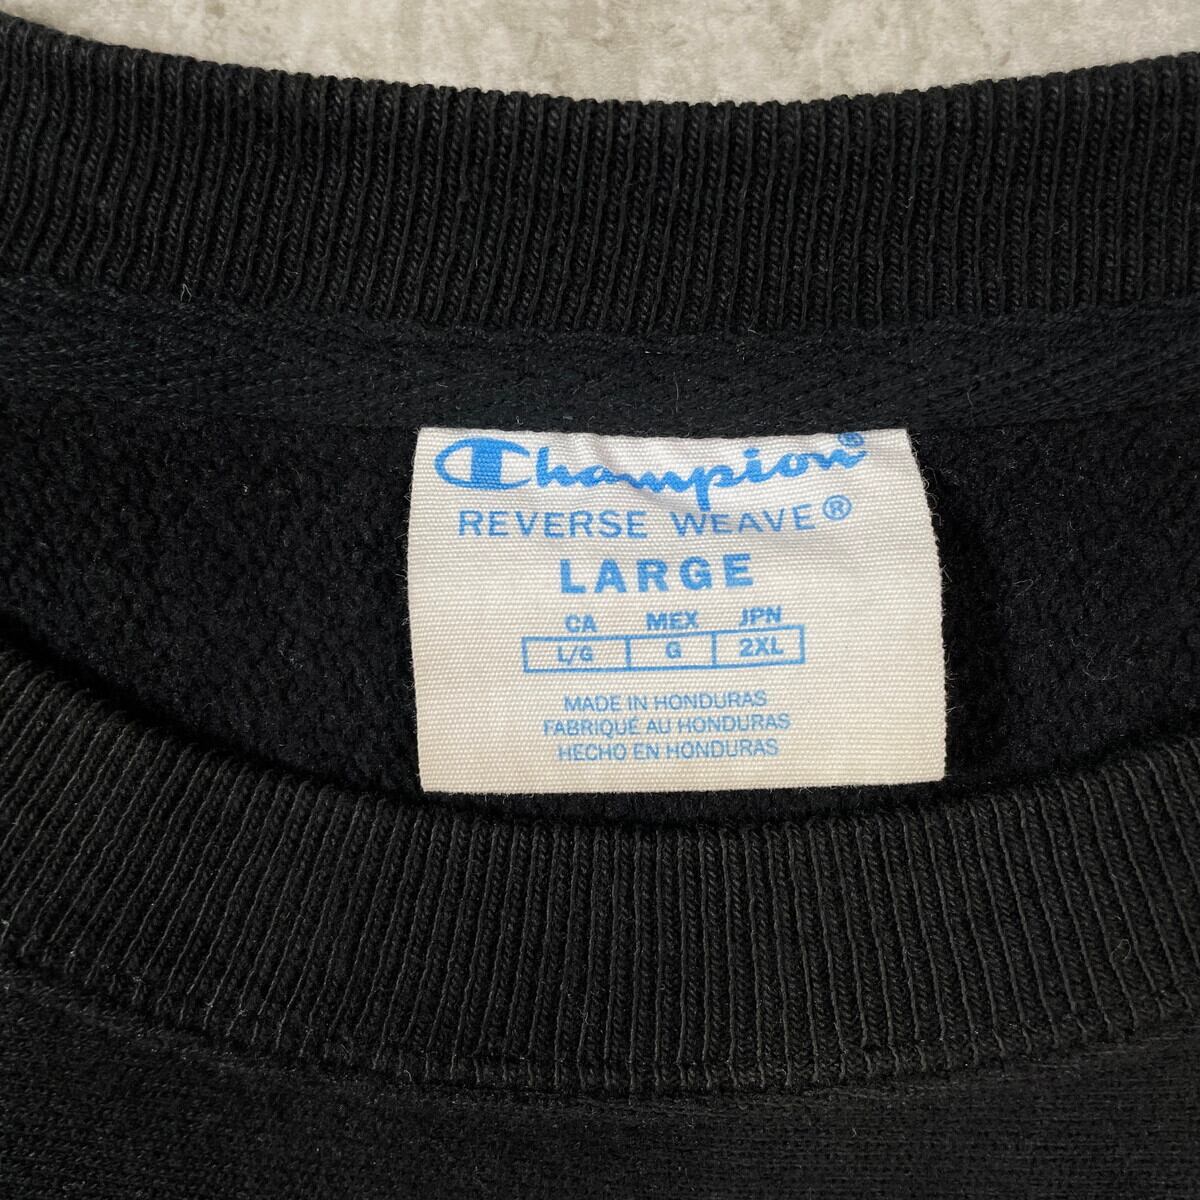 Champion®
REVERSE WEAVE®
LARGE
CA MEX JPN
L/G G 2XL
MADE IN HONDURAS
FABRIQUÉ AU HONDURAS
HECHO EN HONDURAS